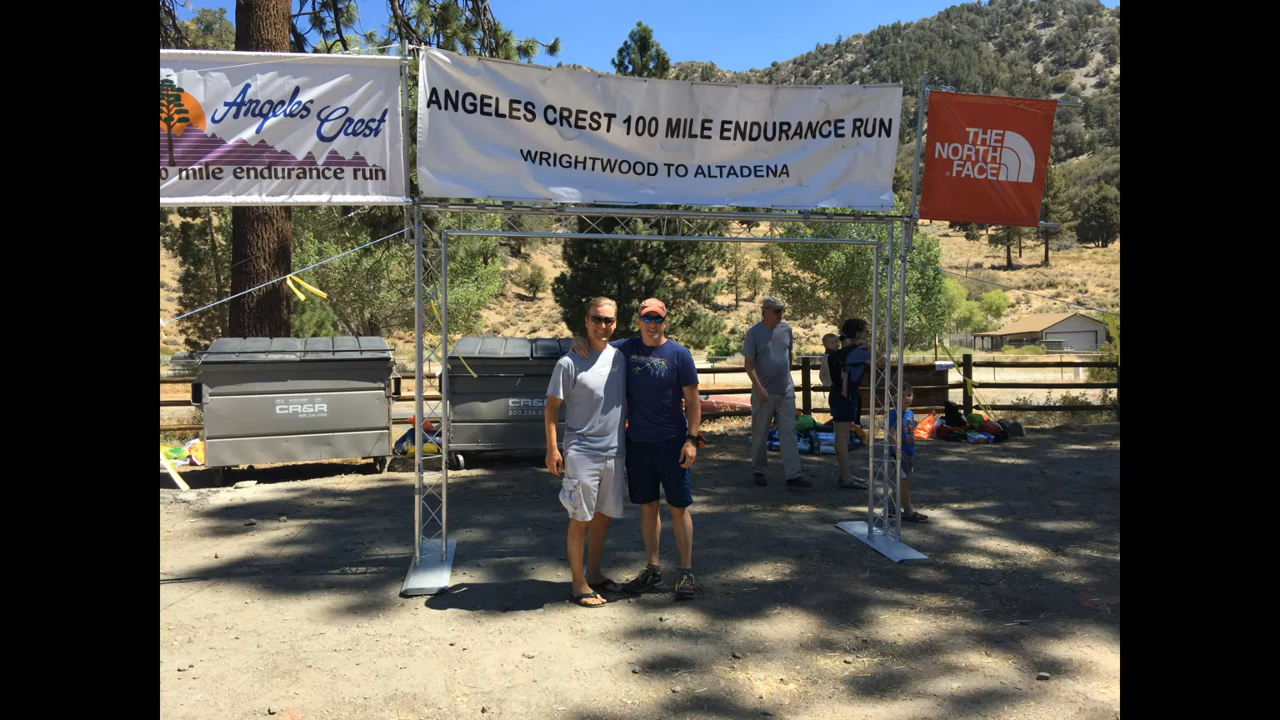 Angeles Crest
0 mile endurance run
ANGELES CREST 100 MILE ENDURANCE RUN
WRIGHTWOOD TO ALTADENA
THE
NORTH
FACE
CR&R
CR&R